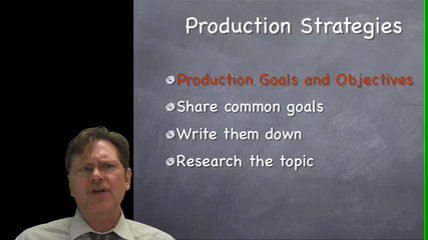 Production Strategies
Production Goals and Objectives
Share common goals
Write them down
Research the topic